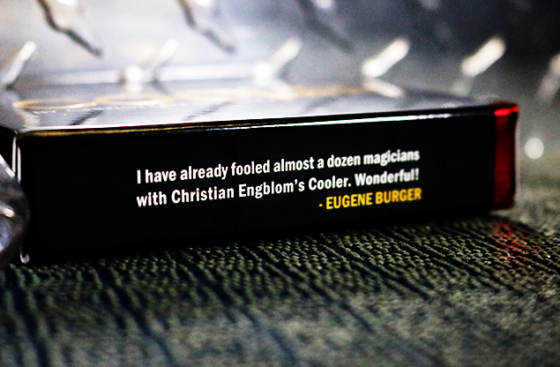 I have already fooled almost a dozen magicians
with Christian Engblom's Cooler. Wonderful!
- EUGENE BURGER